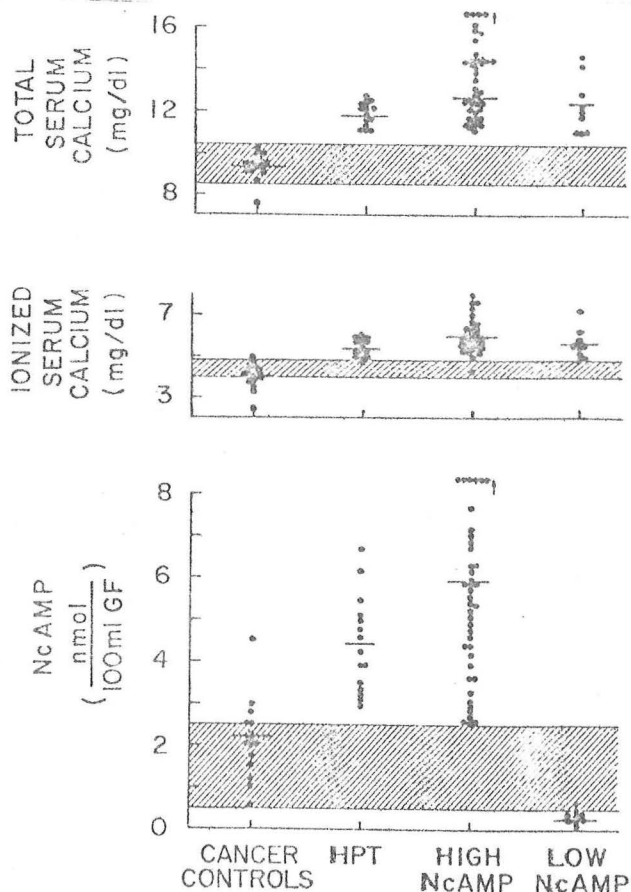 TOTAL
SERUM
CALCIUM
(mg/dl)
16
12
8
IONIZED
SERUM
CALCIUM
(mg/dl)
7
3
NcAMP
nmol
(100ml GF)
8
6
4
2
0
CANCER
CONTROLS
HPT
HIGH
NcAMP
LOW
NcAMP